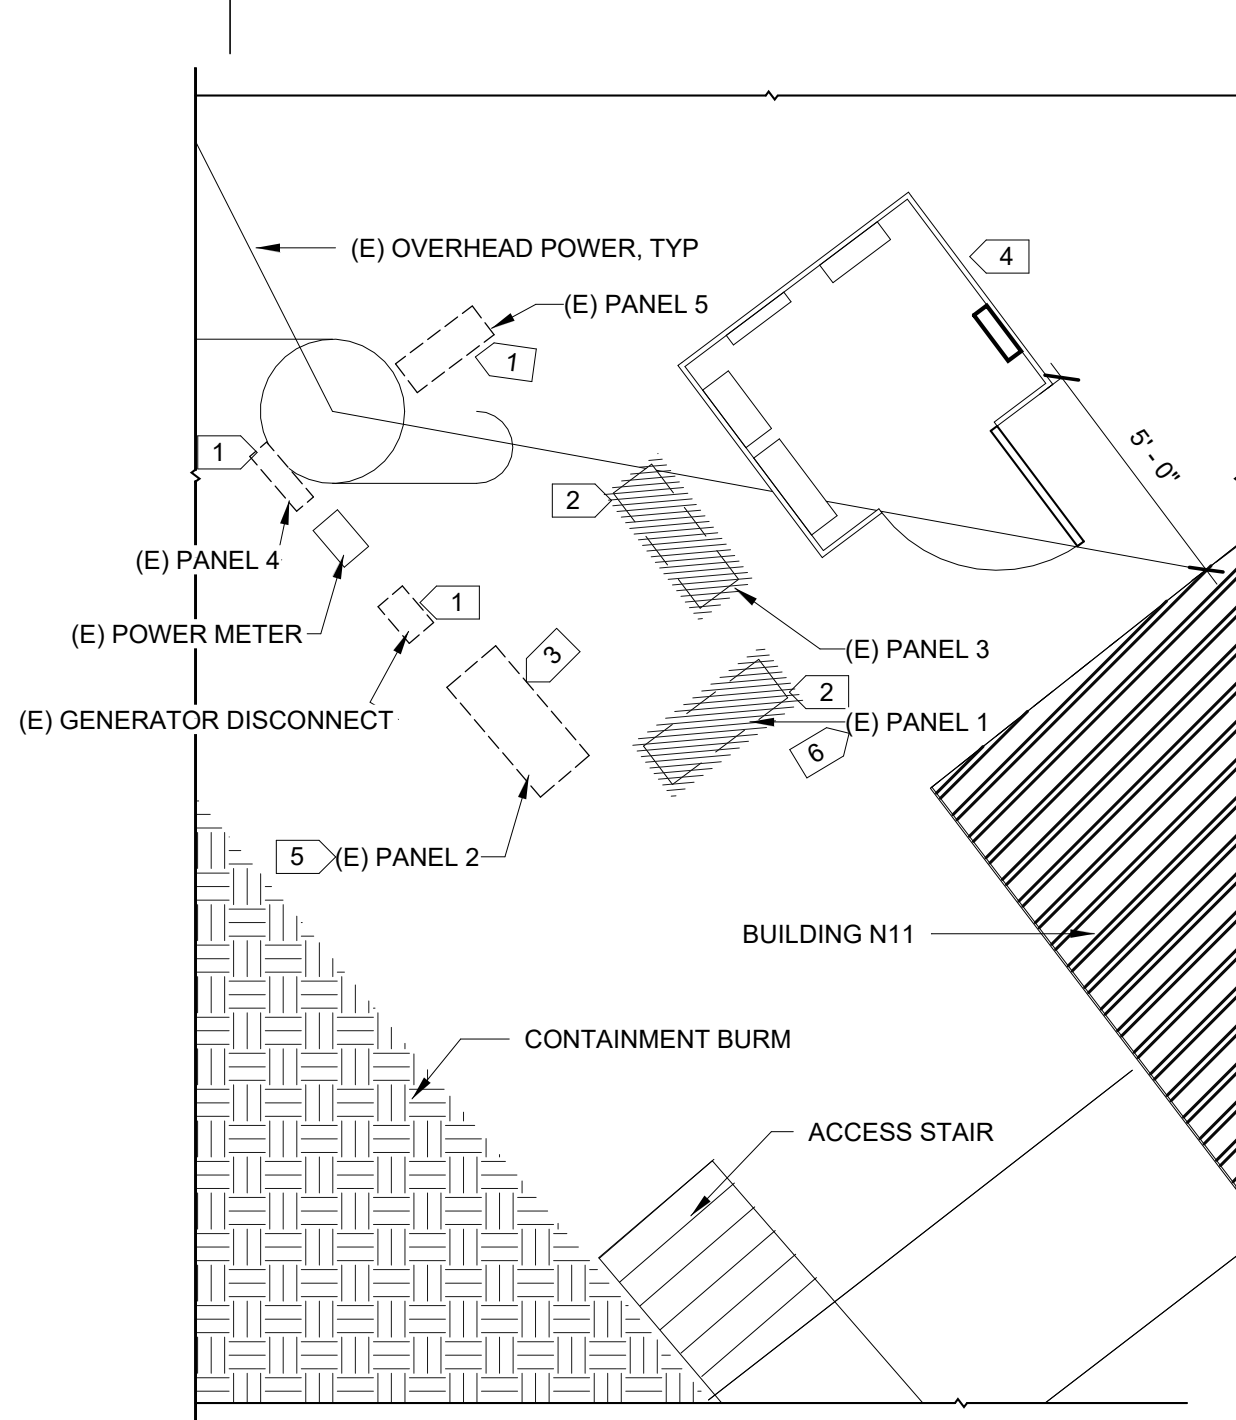 (E) OVERHEAD POWER, TYP
4
(E) PANEL 5
1
1
5' - 0"
2
(E) PANEL 4
1
(E) POWER METER
3
(E) PANEL 3
2
(E) GENERATOR DISCONNECT
(E) PANEL 1
6
5
(E) PANEL 2
BUILDING N11
CONTAINMENT BURM
ACCESS STAIR